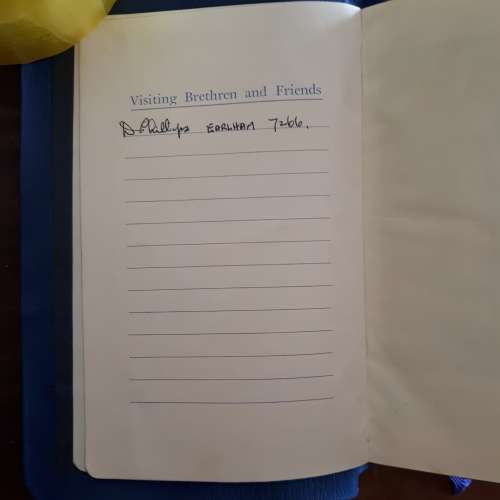 Visiting Brethren and Friends
D. Phillips EARLHAM 7266.